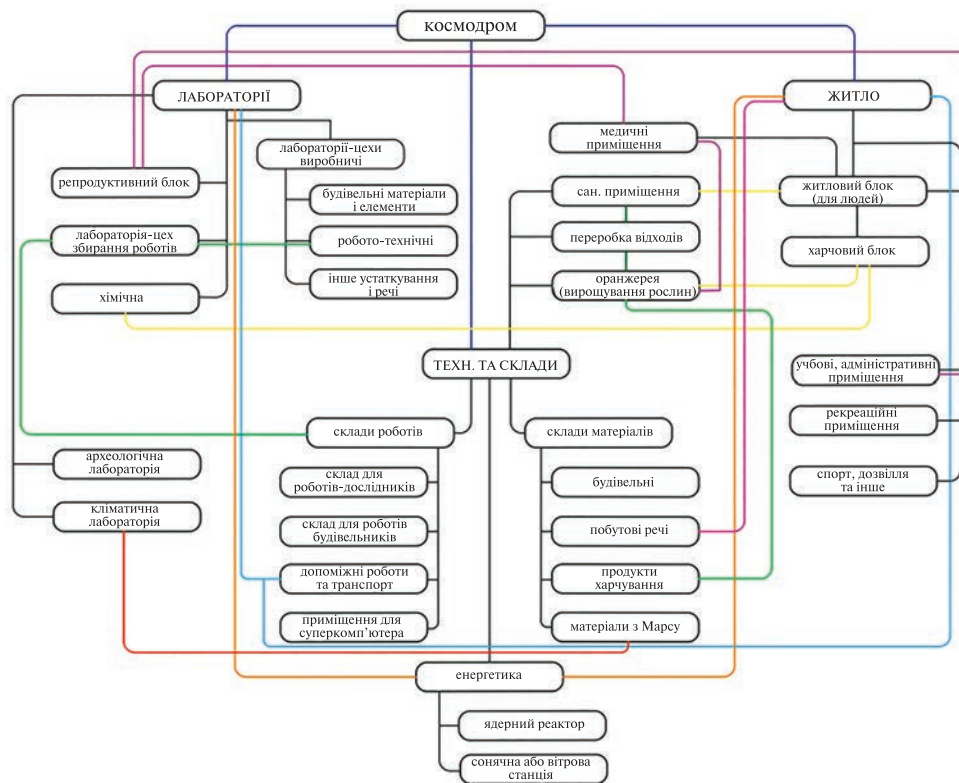 космодром
ЛАБОРАТОРІЇ
ЖИТЛО
лабораторії-цехи
виробничі
медичні
приміщення
репродуктивний блок
будівельні матеріали
і елементи
сан. приміщення
житловий блок
(для людей)
лабораторія-цех
збирання роботів
робото-технічні
переробка відходів
харчовий блок
хімічна
інше устаткування
і речі
оранжерея
(вирощування рослин)
ТЕХН. ТА СКЛАДИ
учбові, адміністративні
приміщення
склади роботів
склади матеріалів
рекреаційні
приміщення
археологічна
лабораторія
склад для
роботів-дослідників
будівельні
спорт, дозвілля
та інше
кліматична
лабораторія
склад для роботів
будівельників
побутові речі
допоміжні роботи
та транспорт
продукти
харчування
приміщення для
суперкомп’ютера
матеріали з Марсу
енергетика
ядерний реактор
сонячна або вітрова
станція